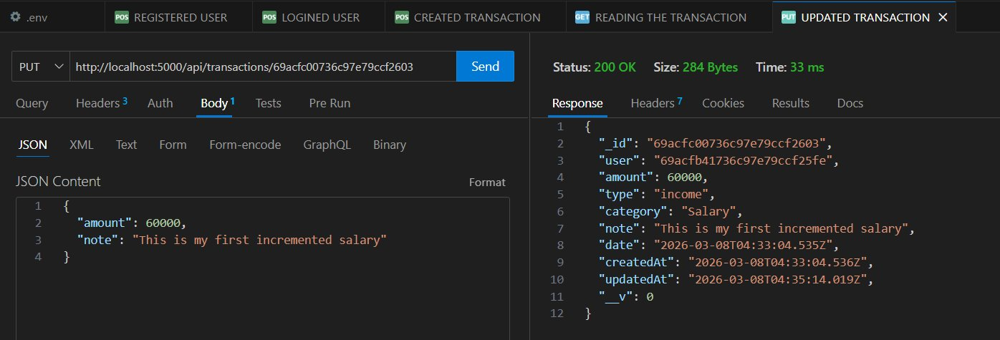 .env
POS REGISTERED USER
POS LOGINED USER
POS CREATED TRANSACTION
GET READING THE TRANSACTION
PUT UPDATED TRANSACTION
PUT http://localhost:5000/api/transactions/69acfc00736c97e79ccf2603 Send
Query Headers 3 Auth Body 1 Tests Pre Run
JSON XML Text Form Form-encode GraphQL Binary
JSON Content Format
1 {
2 "amount": 60000,
3 "note": "This is my first incremented salary"
4 }
Status: 200 OK Size: 284 Bytes Time: 33 ms
Response Headers 7 Cookies Results Docs
1 {
2 "_id": "69acfc00736c97e79ccf2603",
3 "user": "69acfb41736c97e79ccf25fe",
4 "amount": 60000,
5 "type": "income",
6 "category": "Salary",
7 "note": "This is my first incremented salary",
8 "date": "2026-03-08T04:33:04.535Z",
9 "createdAt": "2026-03-08T04:33:04.536Z",
10 "updatedAt": "2026-03-08T04:35:14.019Z",
11 "__v": 0
12 }